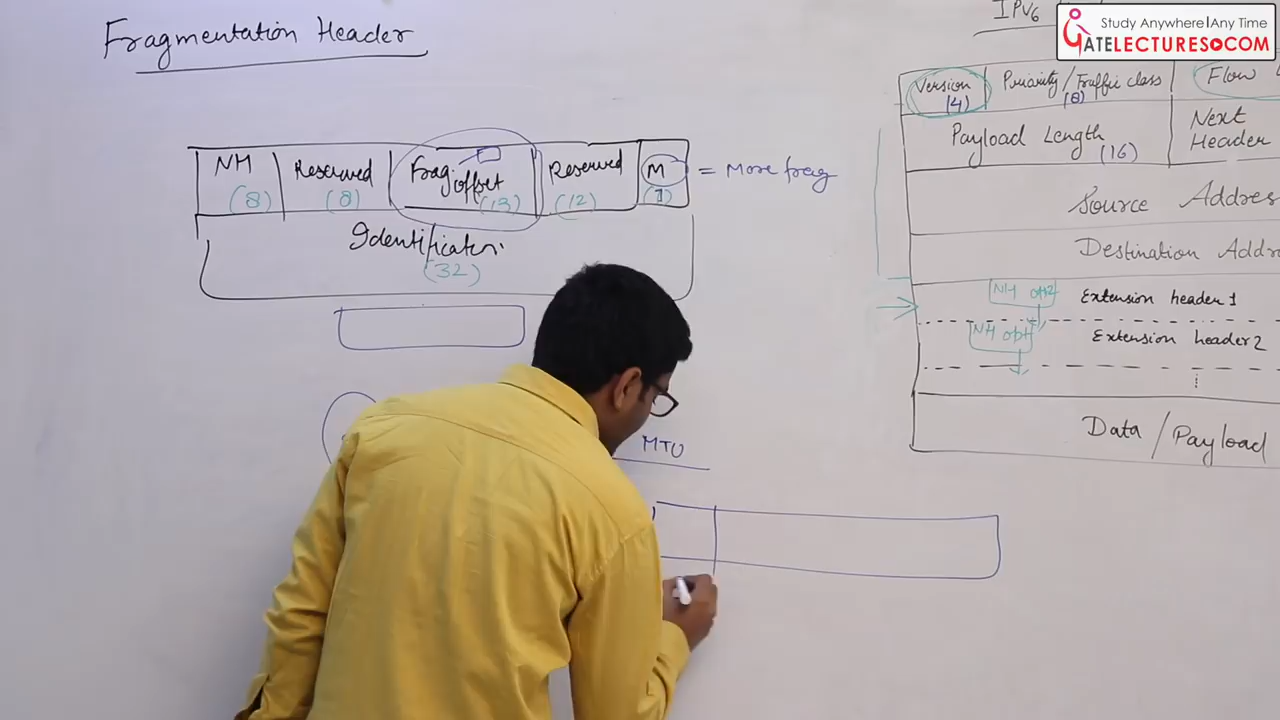 Fragmentation Header
NH
(8)
Reserved
(8)
Frag offset
(13)
Reserved
(12)
M
(1)
= More frag
Identification
(32)
MTU
IPV6
Study Anywhere | Any Time
GATELECTURES.COM
Version
(4)
Priority/Traffic class
(8)
Flow
Payload Length
(16)
Next
Header
Source Addres
Destination Addr
NH
Extension header 1
NH opt
Extension header 2
Data / Payload